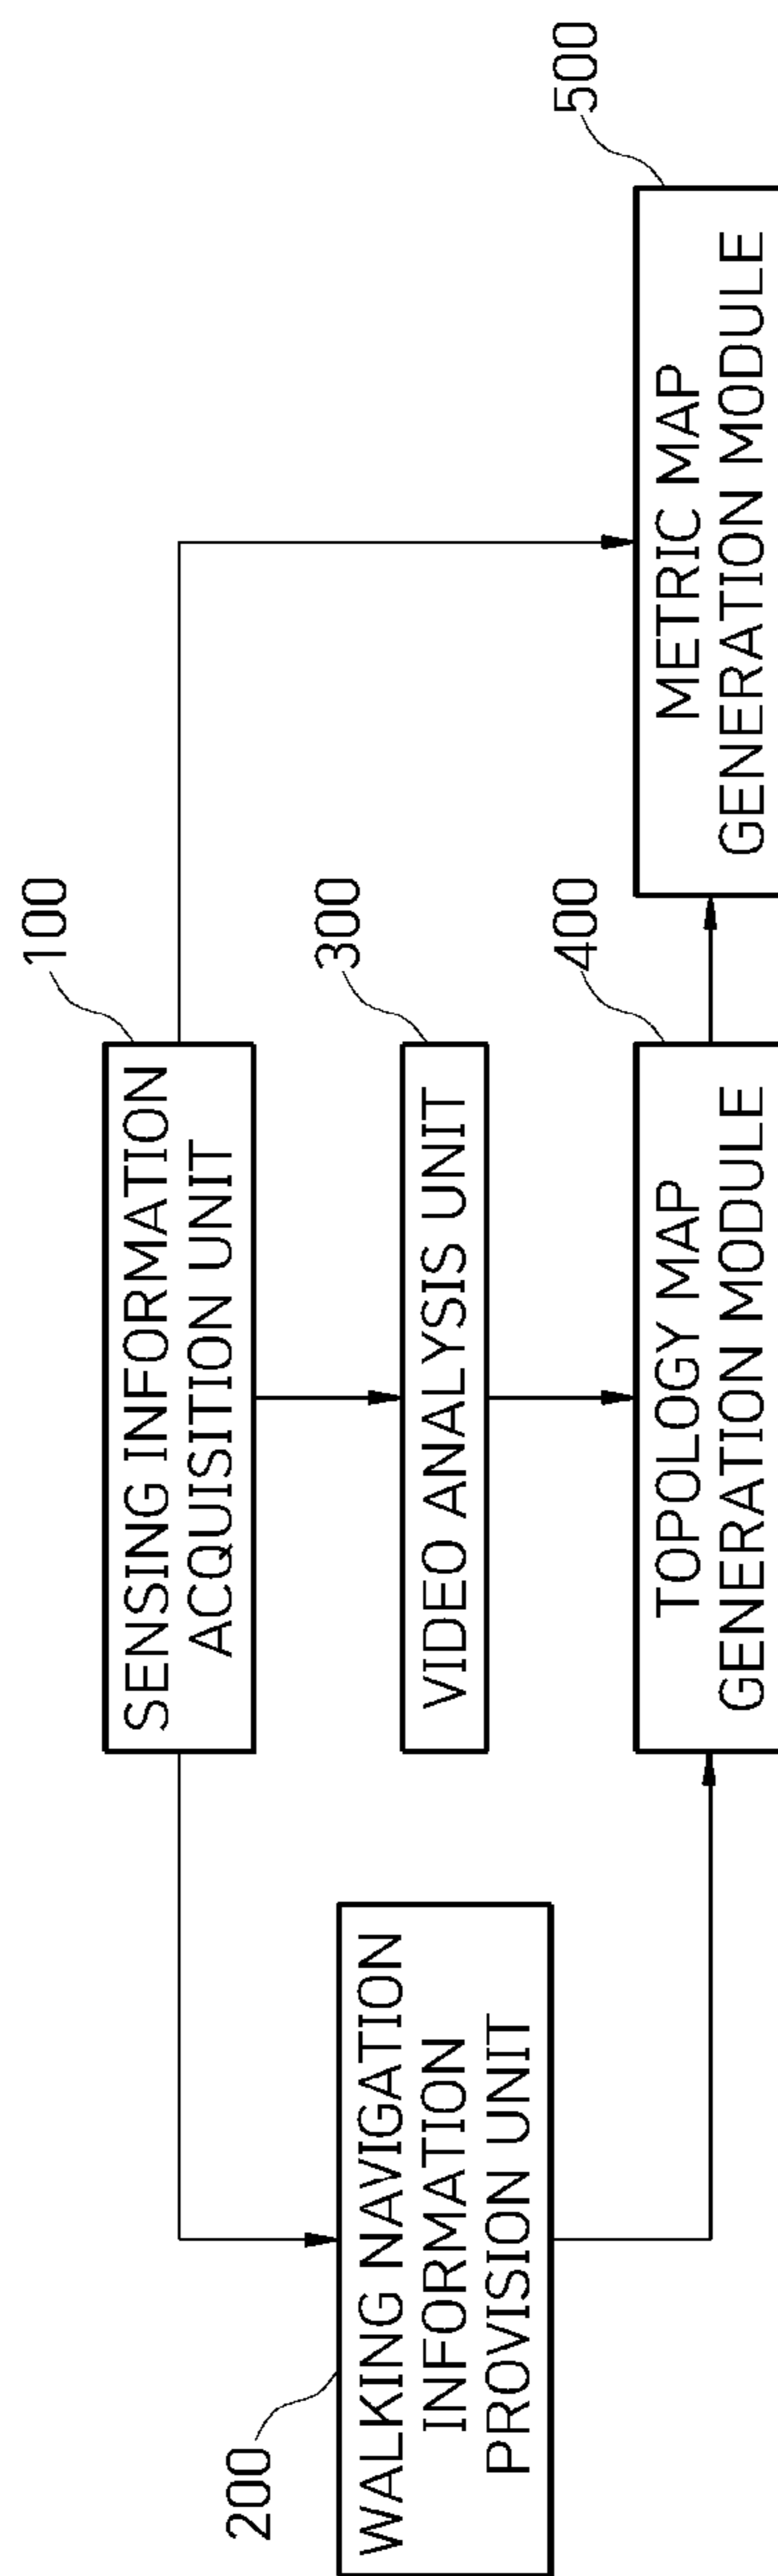 100
SENSING INFORMATION
ACQUISITION UNIT
200
WALKING NAVIGATION
INFORMATION
PROVISION UNIT
300
VIDEO ANALYSIS UNIT
400
TOPOLOGY MAP
GENERATION MODULE
500
METRIC MAP
GENERATION MODULE